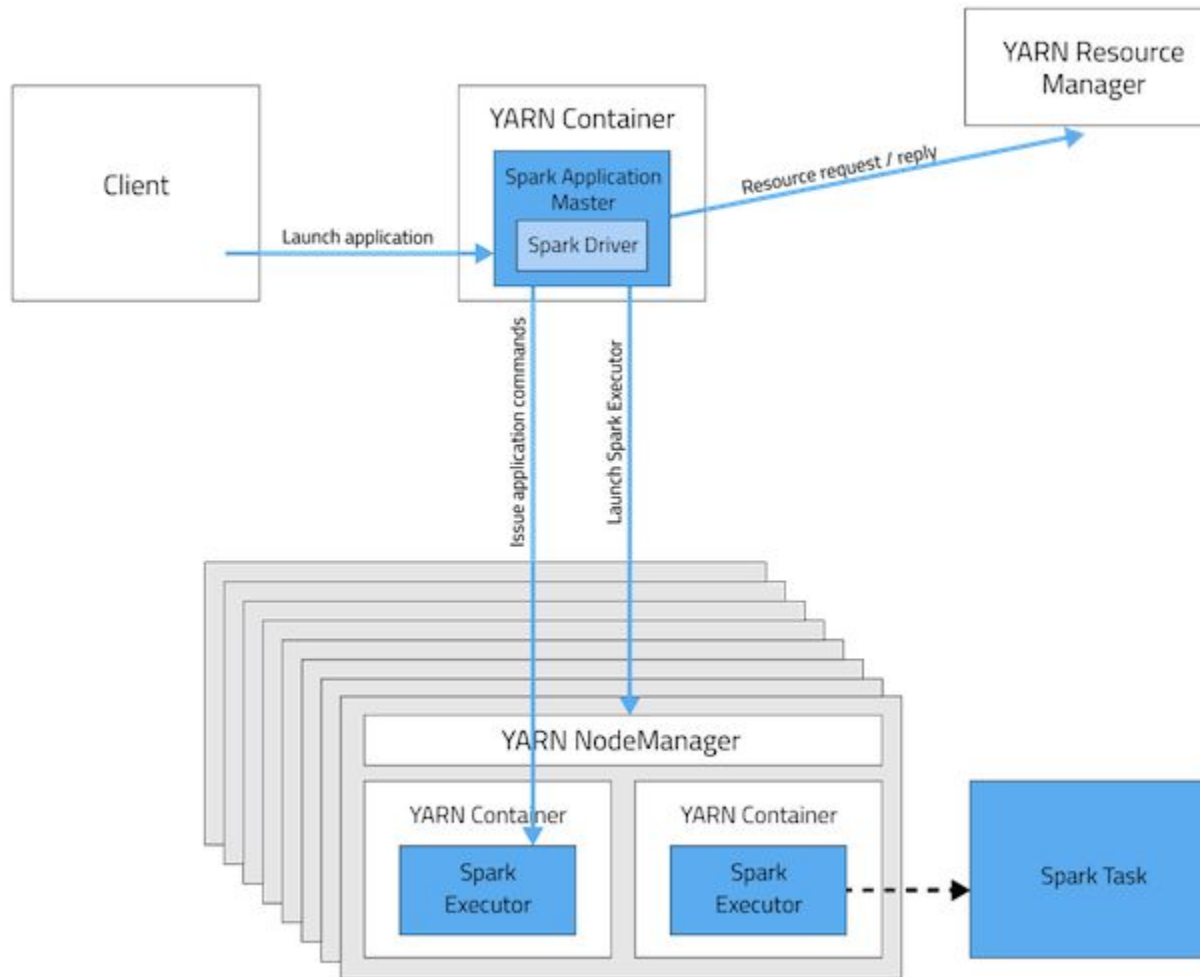 YARN Resource
Manager
Client
YARN Container
Spark Application
Master
Spark Driver
Launch application
Resource request / reply
Issue application commands
Launch Spark Executor
YARN NodeManager
YARN Container
Spark
Executor
YARN Container
Spark
Executor
Spark Task